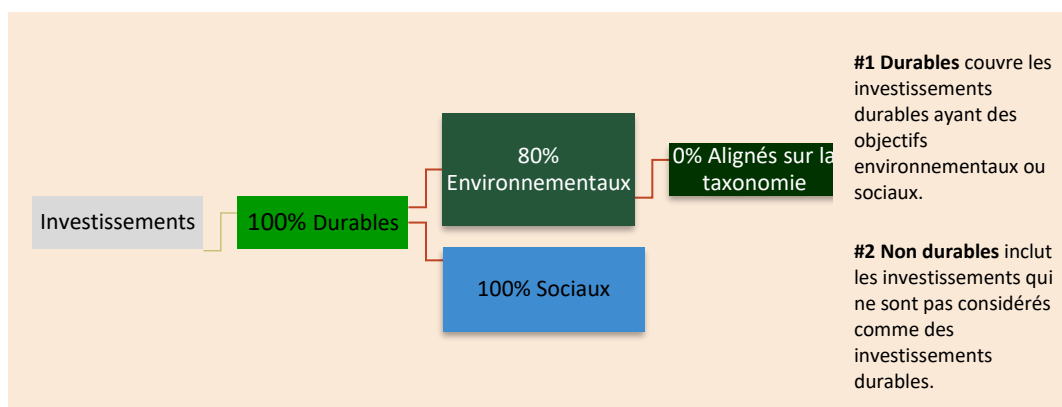 Investissements
100% Durables
80%
Environnementaux
100% Sociaux
0% Alignés sur la
taxonomie
#1 Durables couvre les
investissements
durables ayant des
objectifs
environnementaux ou
sociaux.
#2 Non durables inclut
les investissements qui
ne sont pas considérés
comme des
investissements
durables.